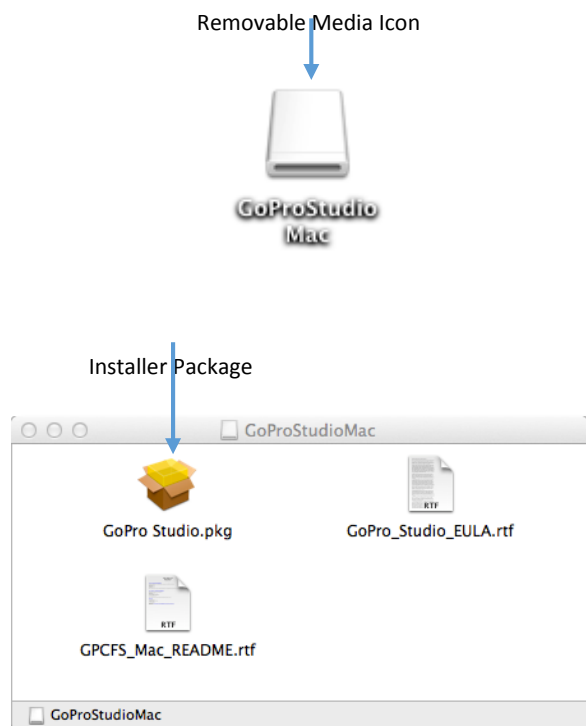 Removable Media Icon
GoProStudio
Mac
Installer Package
GoProStudioMac
GoPro Studio.pkg
GoPro_Studio_EULA.rtf
GPCFS_Mac_README.rtf
GoProStudioMac
RTF
RTF